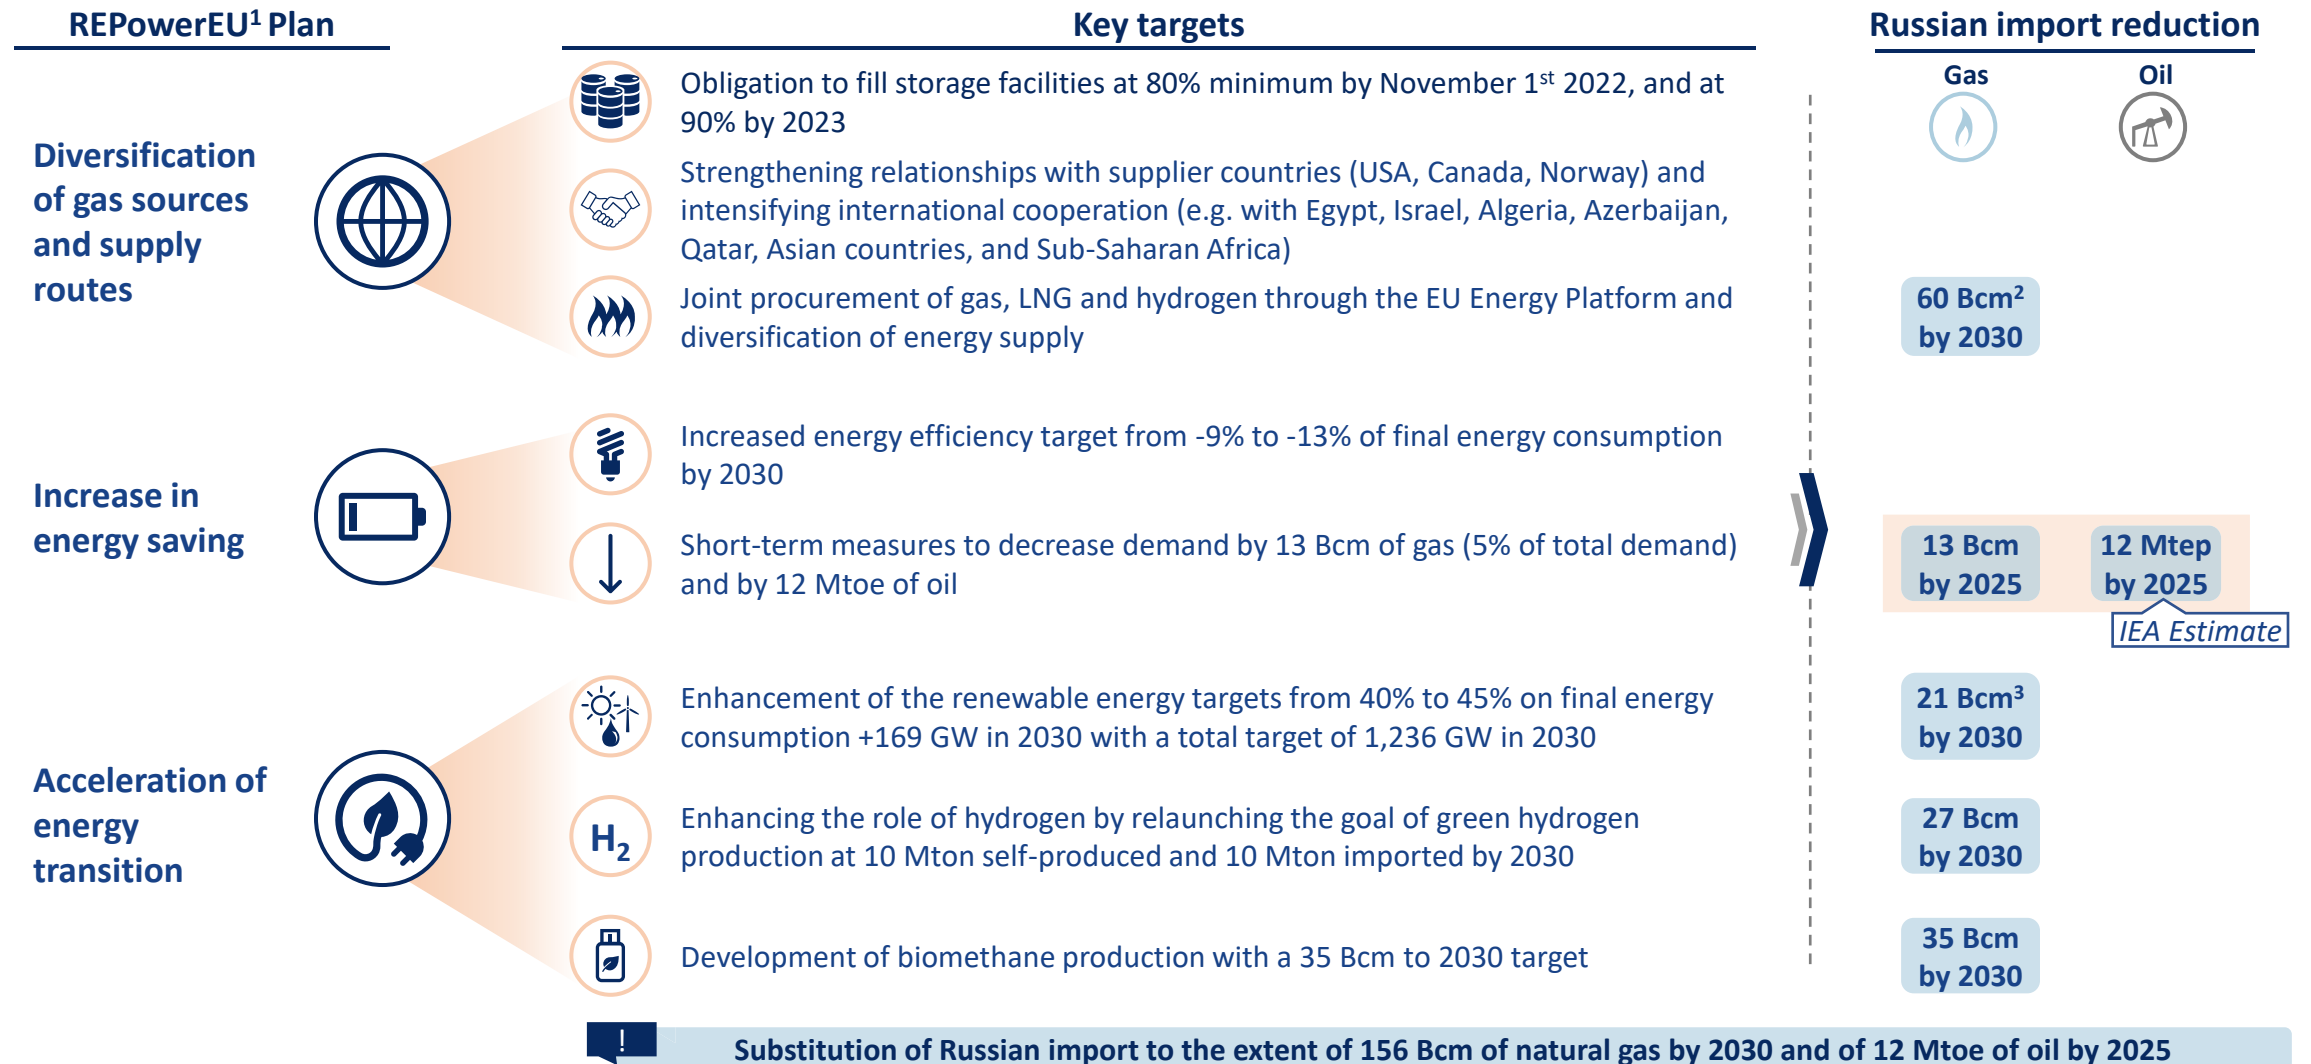 REPowerEU¹ Plan
Key targets
Russian import reduction
Gas
Oil
Diversification
of gas sources
and supply
routes
Obligation to fill storage facilities at 80% minimum by November 1st 2022, and at
90% by 2023
Strengthening relationships with supplier countries (USA, Canada, Norway) and
intensifying international cooperation (e.g. with Egypt, Israel, Algeria, Azerbaijan,
Qatar, Asian countries, and Sub-Saharan Africa)
Joint procurement of gas, LNG and hydrogen through the EU Energy Platform and
diversification of energy supply
60 Bcm²
by 2030
Increase in
energy saving
Increased energy efficiency target from -9% to -13% of final energy consumption
by 2030
Short-term measures to decrease demand by 13 Bcm of gas (5% of total demand)
and by 12 Mtoe of oil
13 Bcm
by 2025
12 Mtep
by 2025
IEA Estimate
Acceleration of
energy
transition
Enhancement of the renewable energy targets from 40% to 45% on final energy
consumption +169 GW in 2030 with a total target of 1,236 GW in 2030
21 Bcm³
by 2030
H₂
Enhancing the role of hydrogen by relaunching the goal of green hydrogen
production at 10 Mton self-produced and 10 Mton imported by 2030
27 Bcm
by 2030
Development of biomethane production with a 35 Bcm to 2030 target
35 Bcm
by 2030
!
Substitution of Russian import to the extent of 156 Bcm of natural gas by 2030 and of 12 Mtoe of oil by 2025